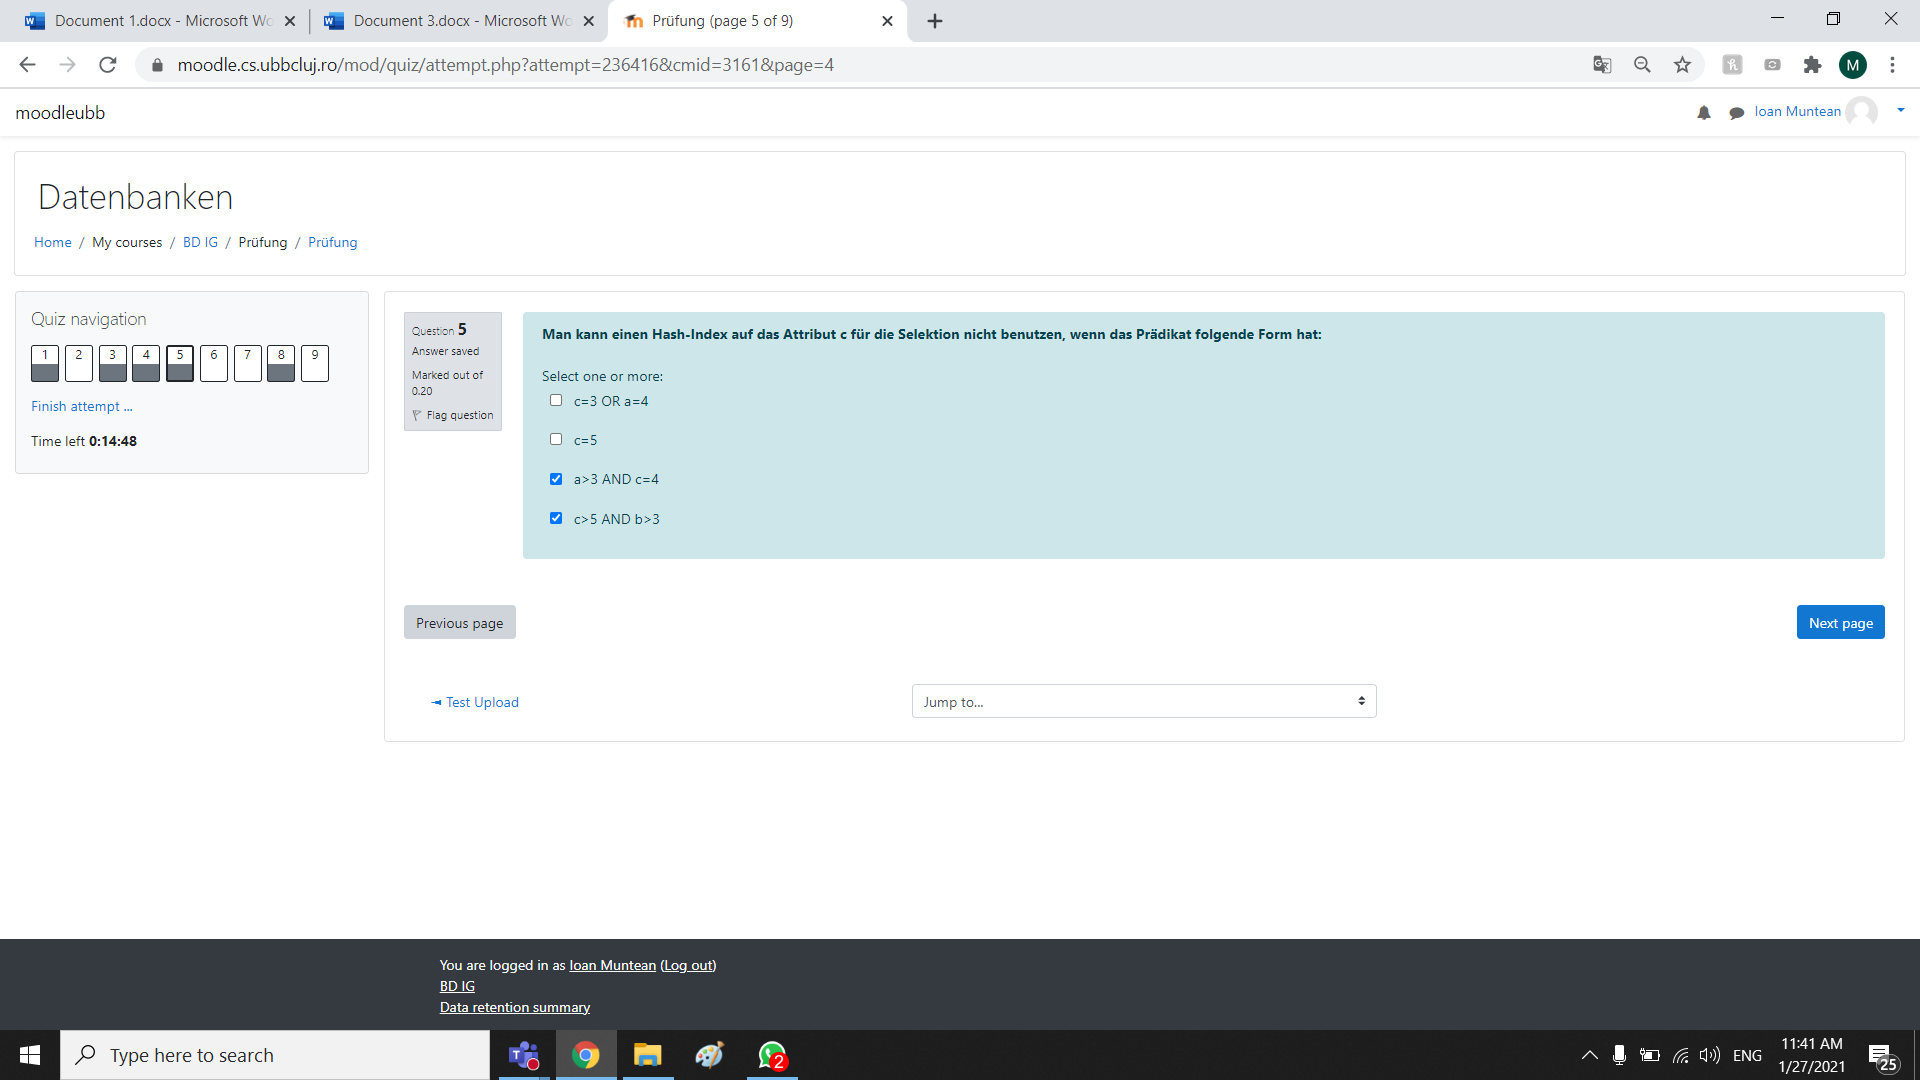 Document 1.docx - Microsoft Wo
Document 3.docx - Microsoft Wo
Prüfung (page 5 of 9)
moodle.cs.ubbcluj.ro/mod/quiz/attempt.php?attempt=236416&cmid=3161&page=4
M
moodleubb
Ioan Muntean
Datenbanken
Home / My courses / BD IG / Prüfung / Prüfung
Quiz navigation
1 2 3 4 5 6 7 8 9
Finish attempt ...
Time left 0:14:48
Question 5
Answer saved
Marked out of
0.20
Flag question
Man kann einen Hash-Index auf das Attribut c für die Selektion nicht benutzen, wenn das Prädikat folgende Form hat:
Select one or more:
c=3 OR a=4
c=5
a>3 AND c=4
c>5 AND b>3
Previous page
Next page
◄ Test Upload
Jump to...
You are logged in as Ioan Muntean (Log out)
BD IG
Data retention summary
Type here to search
2
ENG
11:41 AM
1/27/2021
25